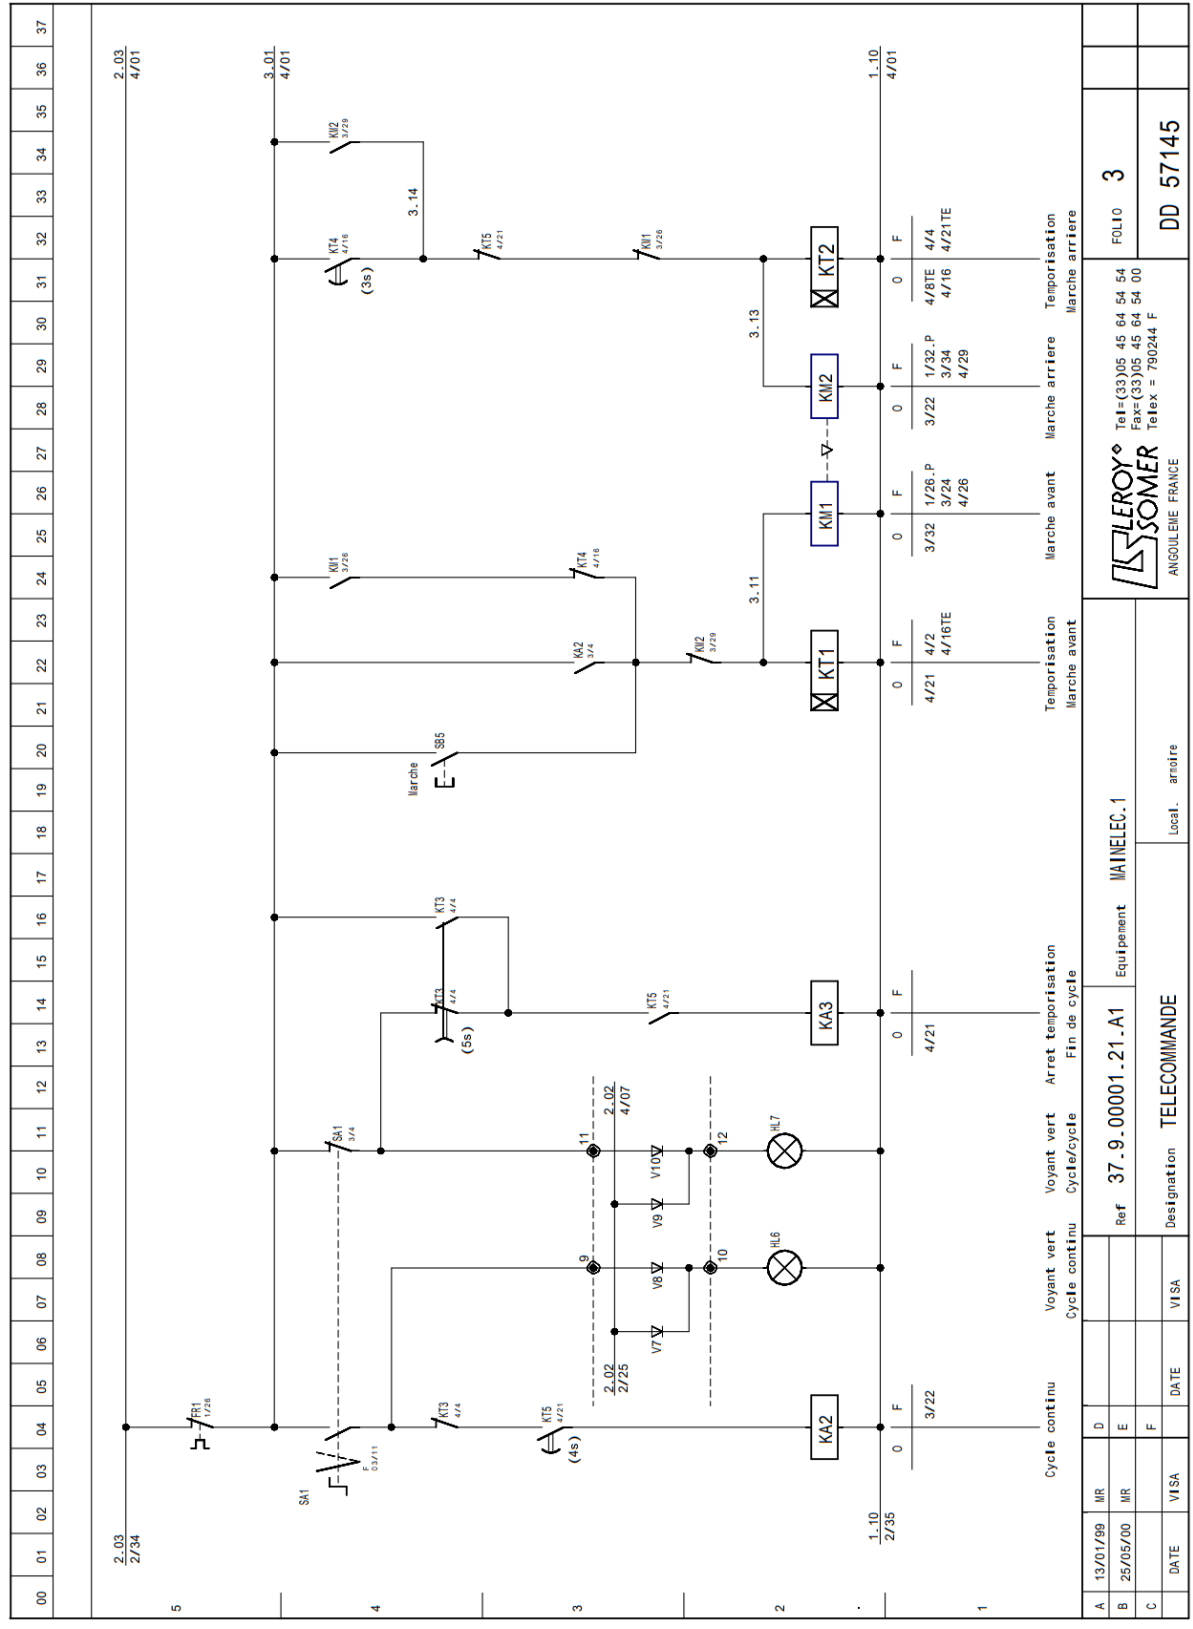 00 01 02 03 04 05 06 07 08 09 10 11 12 13 14 15 16 17 18 19 20 21 22 23 24 25 26 27 28 29 30 31 32 33 34 35 36 37
2.03
2/34
2.03
4/01
5
FR1
1/26
3.01
4/01
4
SA1
F
03/11
SA1
3/4
KT3
4/4
KT3
4/4
(5s)
KT3
4/4
Marche
SB5
KM1
3/26
KT4
4/16
(3s)
KM2
3/29
3.14
3
KT5
4/21
(4s)
9
11
2.02
2/25
2.02
4/07
KA2
3/4
KT4
4/16
KT5
4/21
V7
V8
V9
V10
KT5
4/21
KM2
3/29
KM1
3/26
10
12
2
HL6
HL7
3.11
3.13
KA2
KA3
KT1
KM1
KM2
KT2
1.10
2/35
1.10
4/01
O F
3/22
O F
4/21
O F
4/21 4/2
4/16TE
O F
3/32 1/26.P
3/24
4/26
O F
3/22 1/32.P
3/34
4/29
O F
4/8TE 4/4
4/16 4/21TE
1
Cycle continu
Voyant vert
Cycle continu
Voyant vert
Cycle/cycle
Arret temporisation
Fin de cycle
Temporisation
Marche avant
Marche avant
Marche arriere
Temporisation
Marche arriere
A 13/01/99 MR D
B 25/05/00 MR E
C F
DATE VISA DATE VISA
Ref 37.9.00001.21.A1
Equipement MAINELEC.1
Designation TELECOMMANDE
Local. armoire
LEROY®
SOMER
ANGOULEME FRANCE
Tel=(33)05 45 64 54 54
Fax=(33)05 45 64 54 00
Telex = 790244 F
FOLIO 3
DD 57145